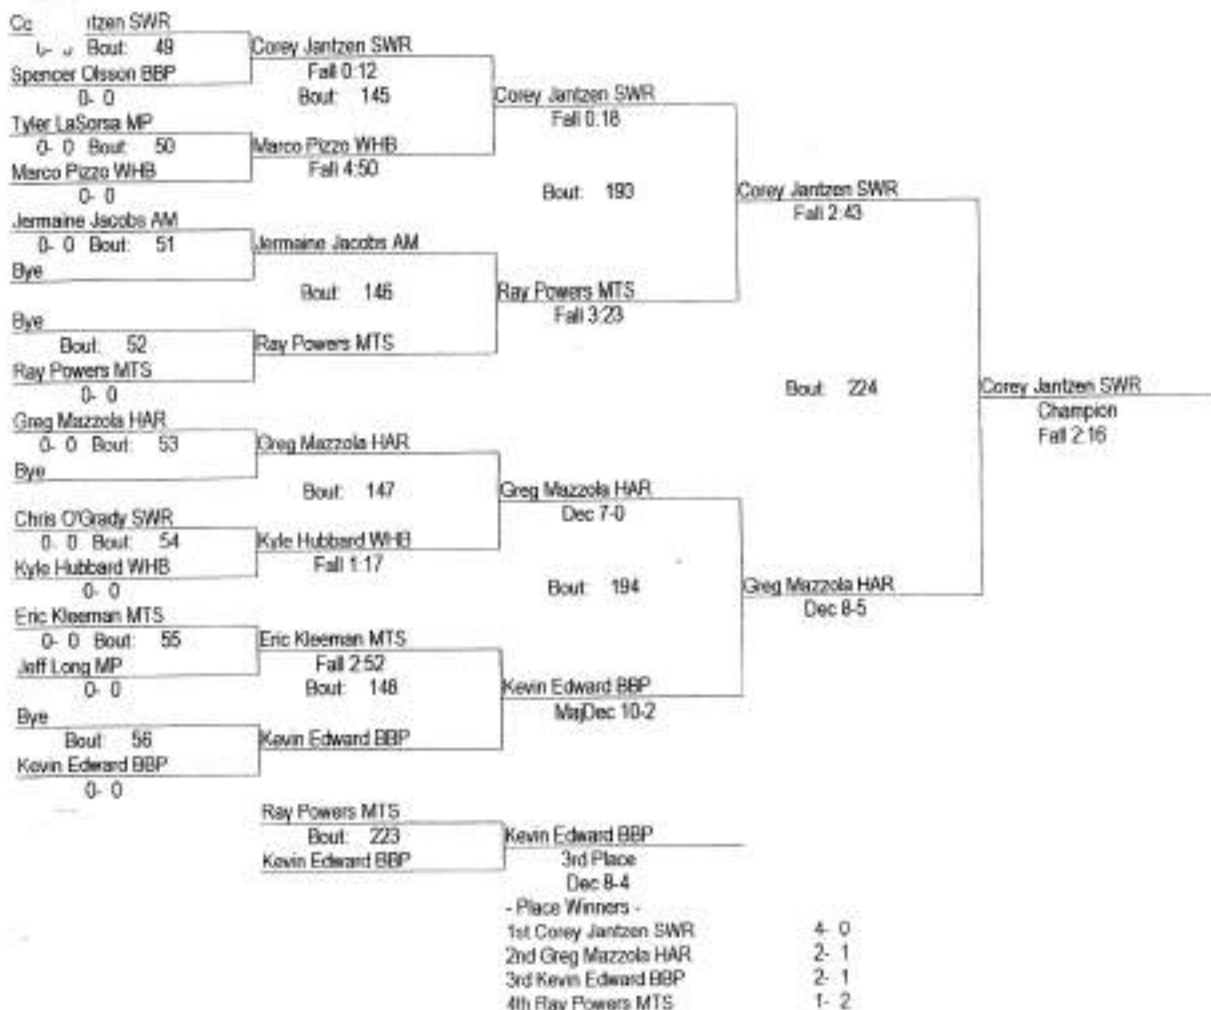 itzen SWR
0- 0 Bout: 49
Spencer Olsson BBP
0- 0
Tyler LaSorsa MP
0- 0 Bout: 50
Marco Pizzo WHB
0- 0
Jermaine Jacobs AM
0- 0 Bout: 51
Bye
Bye
Bout: 52
Ray Powers MTS
0- 0
Greg Mazzola HAR
0- 0 Bout: 53
Bye
Chris O'Grady SWR
0- 0 Bout: 54
Kyle Hubbard WHB
0- 0
Eric Kleeman MTS
0- 0 Bout: 55
Jeff Long MP
0- 0
Bye
Bout: 56
Kevin Edward BBP
0- 0
Corey Jantzen SWR
Fall 0:12
Bout: 145
Marco Pizzo WHB
Fall 4:50
Jermaine Jacobs AM
Bout: 146
Ray Powers MTS
Greg Mazzola HAR
Bout: 147
Kyle Hubbard WHB
Fall 1:17
Eric Kleeman MTS
Fall 2:52
Bout: 148
Kevin Edward BBP
Corey Jantzen SWR
Fall 0:18
Bout: 193
Ray Powers MTS
Fall 3:23
Greg Mazzola HAR
Dec 7-0
Bout: 194
Kevin Edward BBP
MajDec 10-2
Corey Jantzen SWR
Fall 2:43
Bout: 224
Greg Mazzola HAR
Dec 8-5
Corey Jantzen SWR
Champion
Fall 2:16
Ray Powers MTS
Bout: 223
Kevin Edward BBP
Kevin Edward BBP
3rd Place
Dec 8-4
- Place Winners -
1st Corey Jantzen SWR 4- 0
2nd Greg Mazzola HAR 2- 1
3rd Kevin Edward BBP 2- 1
4th Ray Powers MTS 1- 2